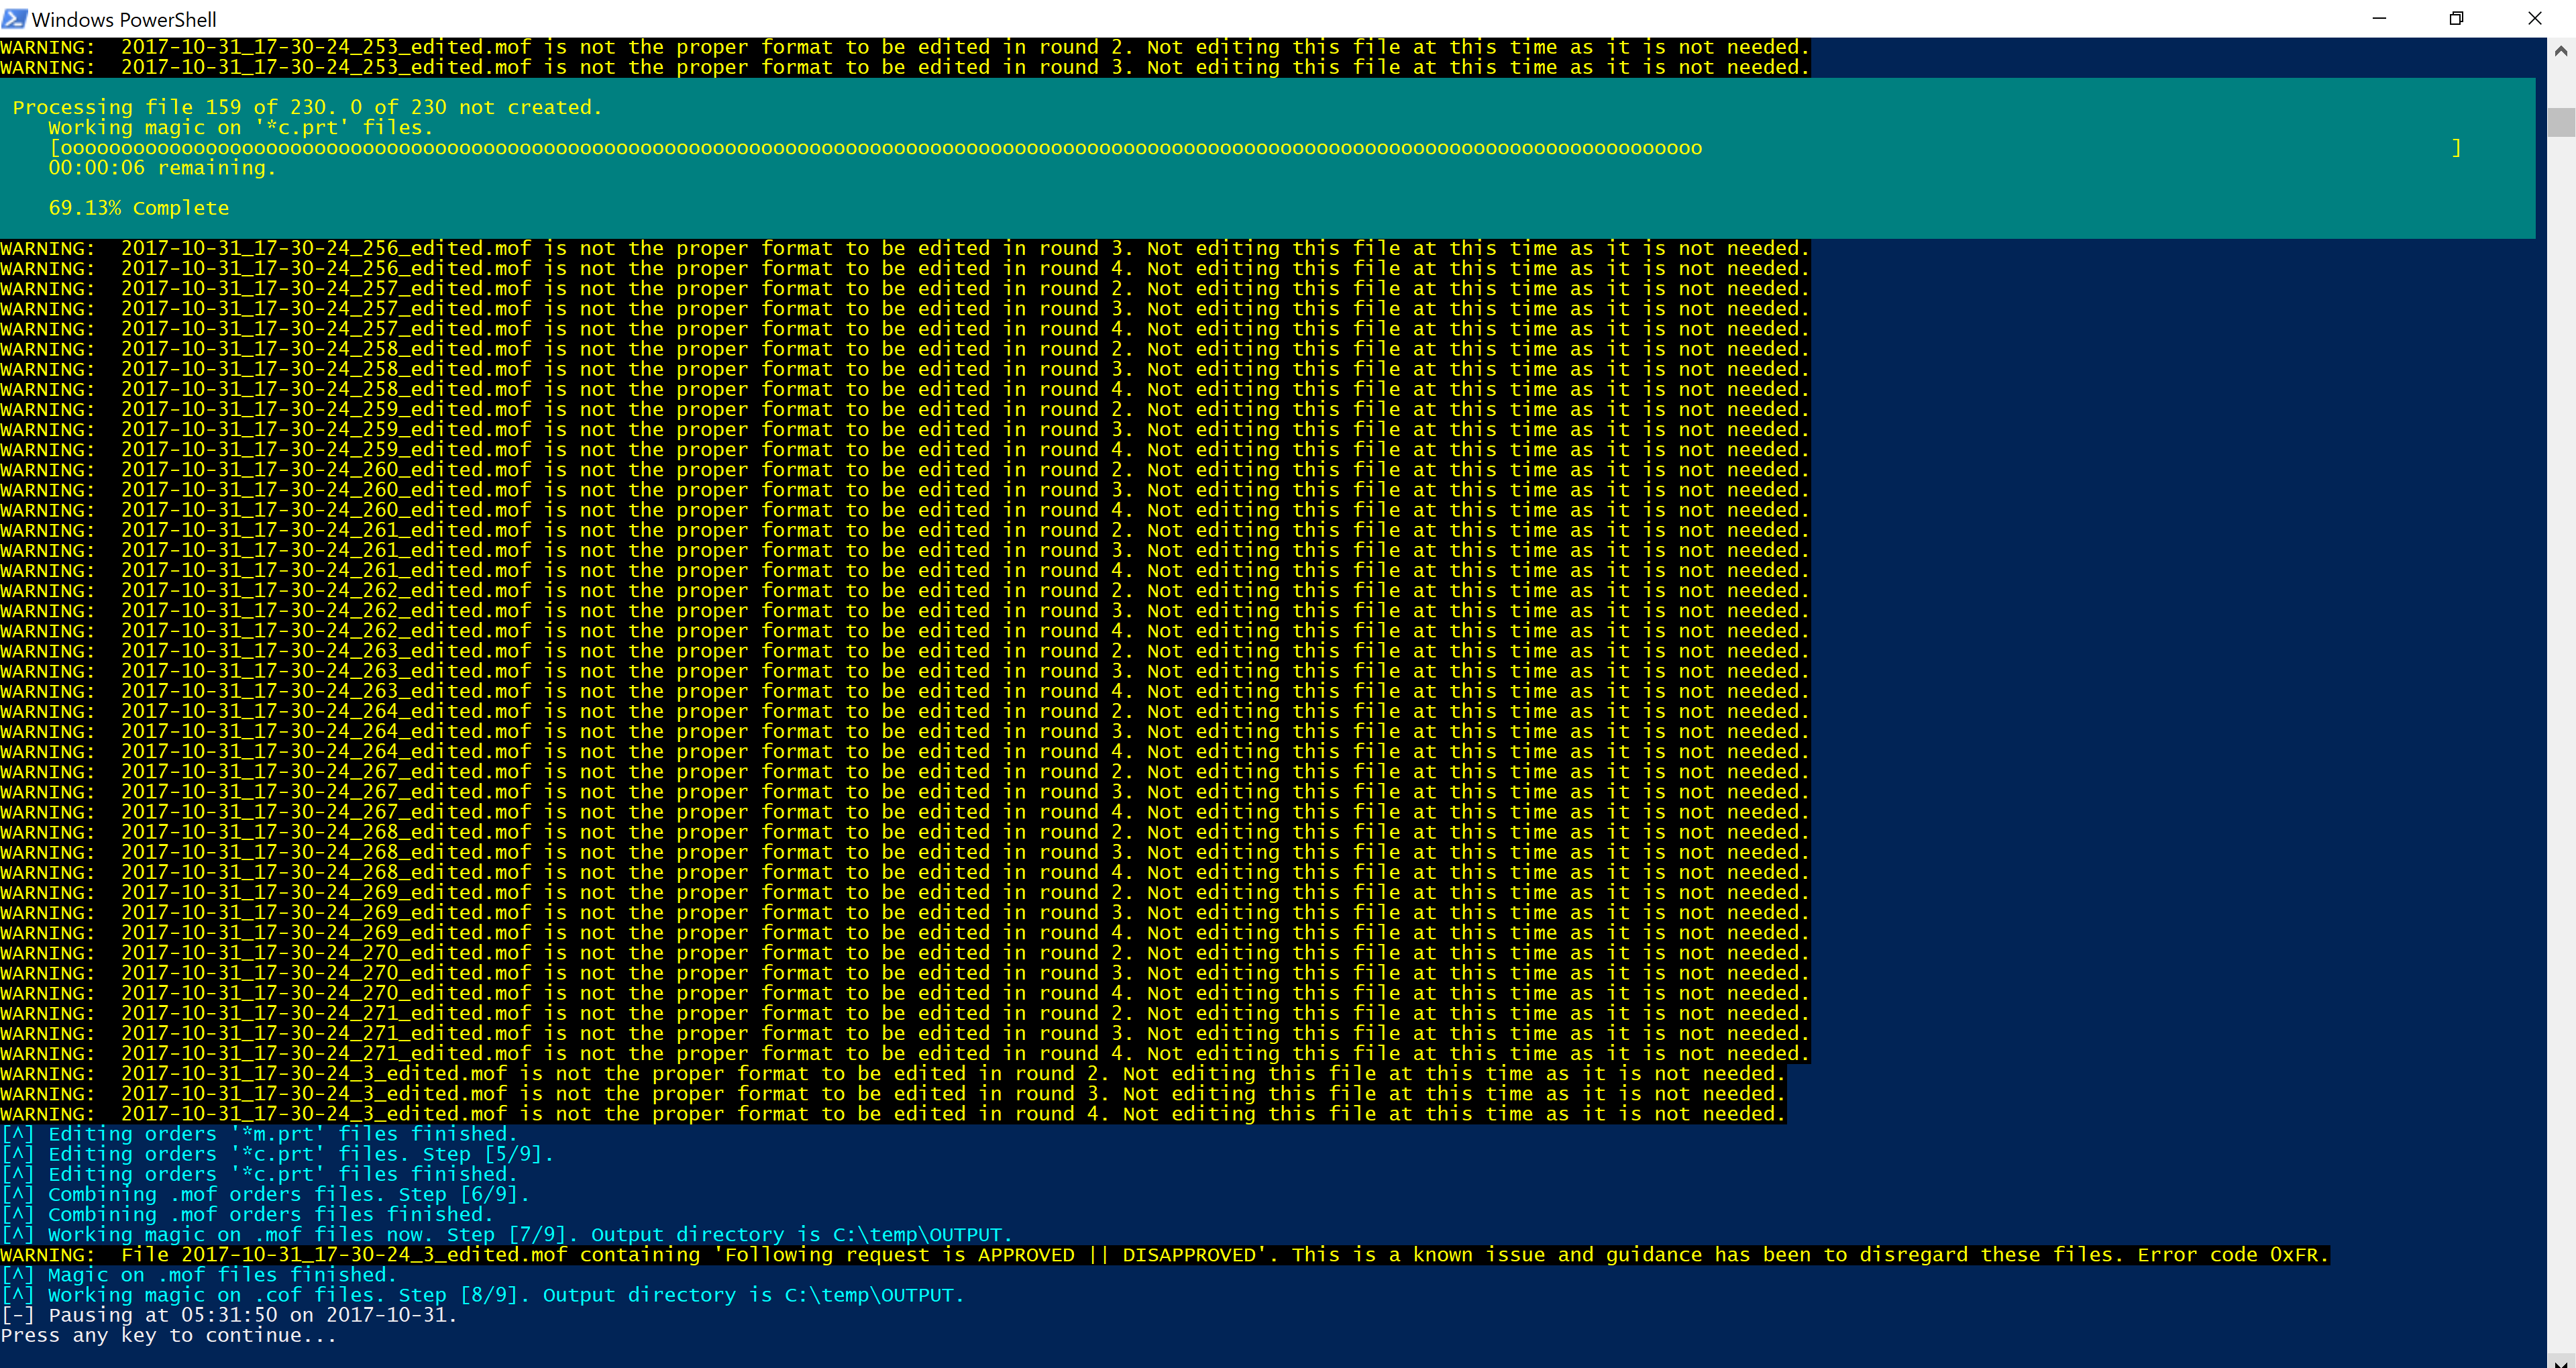 Windows PowerShell
WARNING:  2017-10-31_17-30-24_253_edited.mof is not the proper format to be edited in round 2. Not editing this file at this time as it is not needed.
WARNING:  2017-10-31_17-30-24_253_edited.mof is not the proper format to be edited in round 3. Not editing this file at this time as it is not needed.
Processing file 159 of 230. 0 of 230 not created.
Working magic on '*c.prt' files.
[oooooooooooooooooooooooooooooooooooooooooooooooooooooooooooooooooooooooooooooooooooooooooooooooooooooooooooooooooooooooooooooooooooooooo                                                              ]
00:00:06 remaining.
69.13% Complete
WARNING:  2017-10-31_17-30-24_256_edited.mof is not the proper format to be edited in round 3. Not editing this file at this time as it is not needed.
WARNING:  2017-10-31_17-30-24_256_edited.mof is not the proper format to be edited in round 4. Not editing this file at this time as it is not needed.
WARNING:  2017-10-31_17-30-24_257_edited.mof is not the proper format to be edited in round 2. Not editing this file at this time as it is not needed.
WARNING:  2017-10-31_17-30-24_257_edited.mof is not the proper format to be edited in round 3. Not editing this file at this time as it is not needed.
WARNING:  2017-10-31_17-30-24_257_edited.mof is not the proper format to be edited in round 4. Not editing this file at this time as it is not needed.
WARNING:  2017-10-31_17-30-24_258_edited.mof is not the proper format to be edited in round 2. Not editing this file at this time as it is not needed.
WARNING:  2017-10-31_17-30-24_258_edited.mof is not the proper format to be edited in round 3. Not editing this file at this time as it is not needed.
WARNING:  2017-10-31_17-30-24_258_edited.mof is not the proper format to be edited in round 4. Not editing this file at this time as it is not needed.
WARNING:  2017-10-31_17-30-24_259_edited.mof is not the proper format to be edited in round 2. Not editing this file at this time as it is not needed.
WARNING:  2017-10-31_17-30-24_259_edited.mof is not the proper format to be edited in round 3. Not editing this file at this time as it is not needed.
WARNING:  2017-10-31_17-30-24_259_edited.mof is not the proper format to be edited in round 4. Not editing this file at this time as it is not needed.
WARNING:  2017-10-31_17-30-24_260_edited.mof is not the proper format to be edited in round 2. Not editing this file at this time as it is not needed.
WARNING:  2017-10-31_17-30-24_260_edited.mof is not the proper format to be edited in round 3. Not editing this file at this time as it is not needed.
WARNING:  2017-10-31_17-30-24_260_edited.mof is not the proper format to be edited in round 4. Not editing this file at this time as it is not needed.
WARNING:  2017-10-31_17-30-24_261_edited.mof is not the proper format to be edited in round 2. Not editing this file at this time as it is not needed.
WARNING:  2017-10-31_17-30-24_261_edited.mof is not the proper format to be edited in round 3. Not editing this file at this time as it is not needed.
WARNING:  2017-10-31_17-30-24_261_edited.mof is not the proper format to be edited in round 4. Not editing this file at this time as it is not needed.
WARNING:  2017-10-31_17-30-24_262_edited.mof is not the proper format to be edited in round 2. Not editing this file at this time as it is not needed.
WARNING:  2017-10-31_17-30-24_262_edited.mof is not the proper format to be edited in round 3. Not editing this file at this time as it is not needed.
WARNING:  2017-10-31_17-30-24_262_edited.mof is not the proper format to be edited in round 4. Not editing this file at this time as it is not needed.
WARNING:  2017-10-31_17-30-24_263_edited.mof is not the proper format to be edited in round 2. Not editing this file at this time as it is not needed.
WARNING:  2017-10-31_17-30-24_263_edited.mof is not the proper format to be edited in round 3. Not editing this file at this time as it is not needed.
WARNING:  2017-10-31_17-30-24_263_edited.mof is not the proper format to be edited in round 4. Not editing this file at this time as it is not needed.
WARNING:  2017-10-31_17-30-24_264_edited.mof is not the proper format to be edited in round 2. Not editing this file at this time as it is not needed.
WARNING:  2017-10-31_17-30-24_264_edited.mof is not the proper format to be edited in round 3. Not editing this file at this time as it is not needed.
WARNING:  2017-10-31_17-30-24_264_edited.mof is not the proper format to be edited in round 4. Not editing this file at this time as it is not needed.
WARNING:  2017-10-31_17-30-24_267_edited.mof is not the proper format to be edited in round 2. Not editing this file at this time as it is not needed.
WARNING:  2017-10-31_17-30-24_267_edited.mof is not the proper format to be edited in round 3. Not editing this file at this time as it is not needed.
WARNING:  2017-10-31_17-30-24_267_edited.mof is not the proper format to be edited in round 4. Not editing this file at this time as it is not needed.
WARNING:  2017-10-31_17-30-24_268_edited.mof is not the proper format to be edited in round 2. Not editing this file at this time as it is not needed.
WARNING:  2017-10-31_17-30-24_268_edited.mof is not the proper format to be edited in round 3. Not editing this file at this time as it is not needed.
WARNING:  2017-10-31_17-30-24_268_edited.mof is not the proper format to be edited in round 4. Not editing this file at this time as it is not needed.
WARNING:  2017-10-31_17-30-24_269_edited.mof is not the proper format to be edited in round 2. Not editing this file at this time as it is not needed.
WARNING:  2017-10-31_17-30-24_269_edited.mof is not the proper format to be edited in round 3. Not editing this file at this time as it is not needed.
WARNING:  2017-10-31_17-30-24_269_edited.mof is not the proper format to be edited in round 4. Not editing this file at this time as it is not needed.
WARNING:  2017-10-31_17-30-24_270_edited.mof is not the proper format to be edited in round 2. Not editing this file at this time as it is not needed.
WARNING:  2017-10-31_17-30-24_270_edited.mof is not the proper format to be edited in round 3. Not editing this file at this time as it is not needed.
WARNING:  2017-10-31_17-30-24_270_edited.mof is not the proper format to be edited in round 4. Not editing this file at this time as it is not needed.
WARNING:  2017-10-31_17-30-24_271_edited.mof is not the proper format to be edited in round 2. Not editing this file at this time as it is not needed.
WARNING:  2017-10-31_17-30-24_271_edited.mof is not the proper format to be edited in round 3. Not editing this file at this time as it is not needed.
WARNING:  2017-10-31_17-30-24_271_edited.mof is not the proper format to be edited in round 4. Not editing this file at this time as it is not needed.
WARNING:  2017-10-31_17-30-24_3_edited.mof is not the proper format to be edited in round 2. Not editing this file at this time as it is not needed.
WARNING:  2017-10-31_17-30-24_3_edited.mof is not the proper format to be edited in round 3. Not editing this file at this time as it is not needed.
WARNING:  2017-10-31_17-30-24_3_edited.mof is not the proper format to be edited in round 4. Not editing this file at this time as it is not needed.
[^] Editing orders '*m.prt' files finished.
[^] Editing orders '*c.prt' files. Step [5/9].
[^] Editing orders '*c.prt' files finished.
[^] Combining .mof orders files. Step [6/9].
[^] Combining .mof orders files finished.
[^] Working magic on .mof files now. Step [7/9]. Output directory is C:\temp\OUTPUT.
WARNING:  File 2017-10-31_17-30-24_3_edited.mof containing 'Following request is APPROVED || DISAPPROVED'. This is a known issue and guidance has been to disregard these files. Error code 0xFR.
[^] Magic on .mof files finished.
[^] Working magic on .cof files. Step [8/9]. Output directory is C:\temp\OUTPUT.
[-] Pausing at 05:31:50 on 2017-10-31.
Press any key to continue...